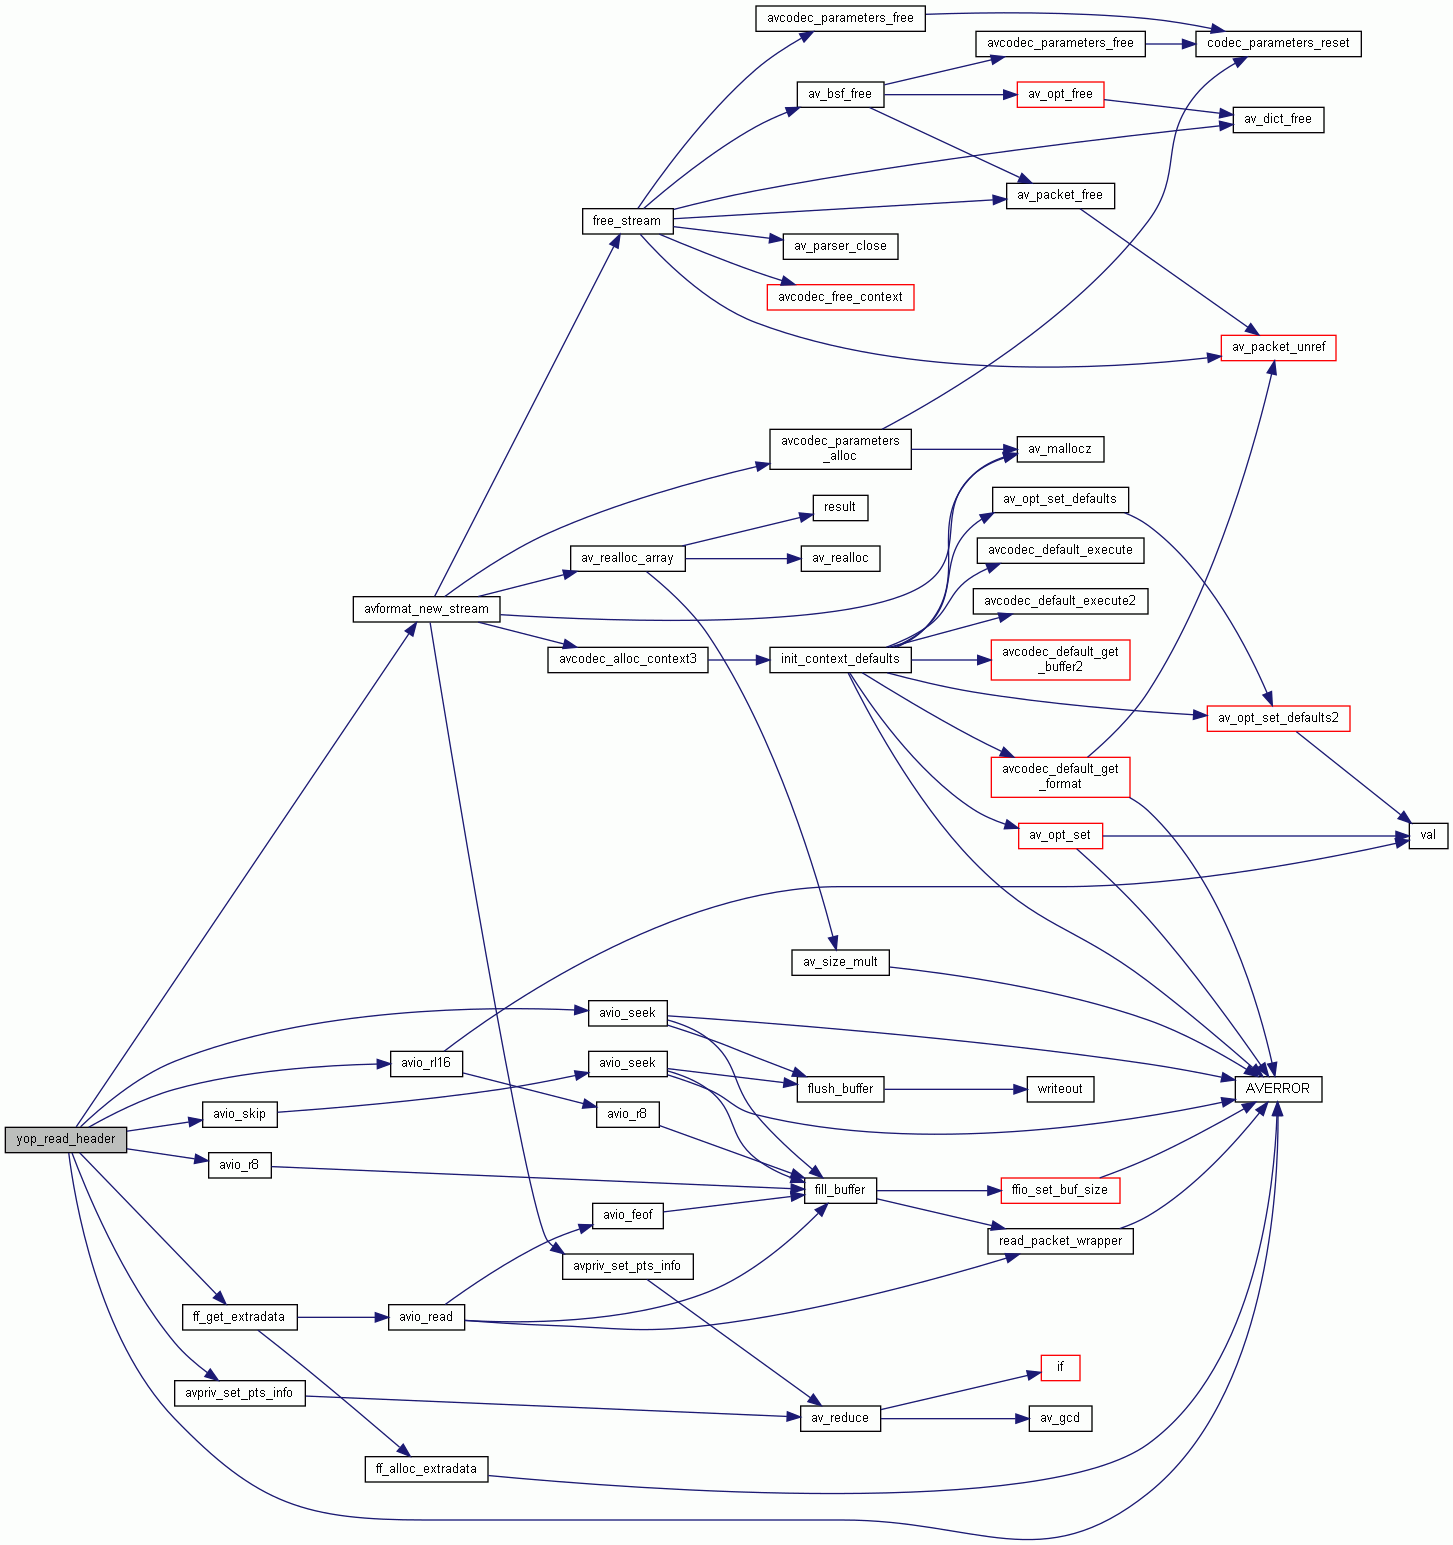 avcodec_parameters_free
avcodec_parameters_free
codec_parameters_reset
av_bsf_free
av_opt_free
av_dict_free
av_packet_free
free_stream
av_parser_close
avcodec_free_context
av_packet_unref
avcodec_parameters
_alloc
av_mallocz
av_opt_set_defaults
result
avcodec_default_execute
av_realloc_array
av_realloc
avcodec_default_execute2
avformat_new_stream
avcodec_alloc_context3
init_context_defaults
avcodec_default_get
_buffer2
av_opt_set_defaults2
avcodec_default_get
_format
av_opt_set
val
av_size_mult
avio_seek
avio_rl16
avio_seek
flush_buffer
writeout
AVERROR
avio_skip
avio_r8
yop_read_header
avio_r8
fill_buffer
ffio_set_buf_size
avio_feof
read_packet_wrapper
avpriv_set_pts_info
ff_get_extradata
avio_read
if
avpriv_set_pts_info
av_reduce
av_gcd
ff_alloc_extradata